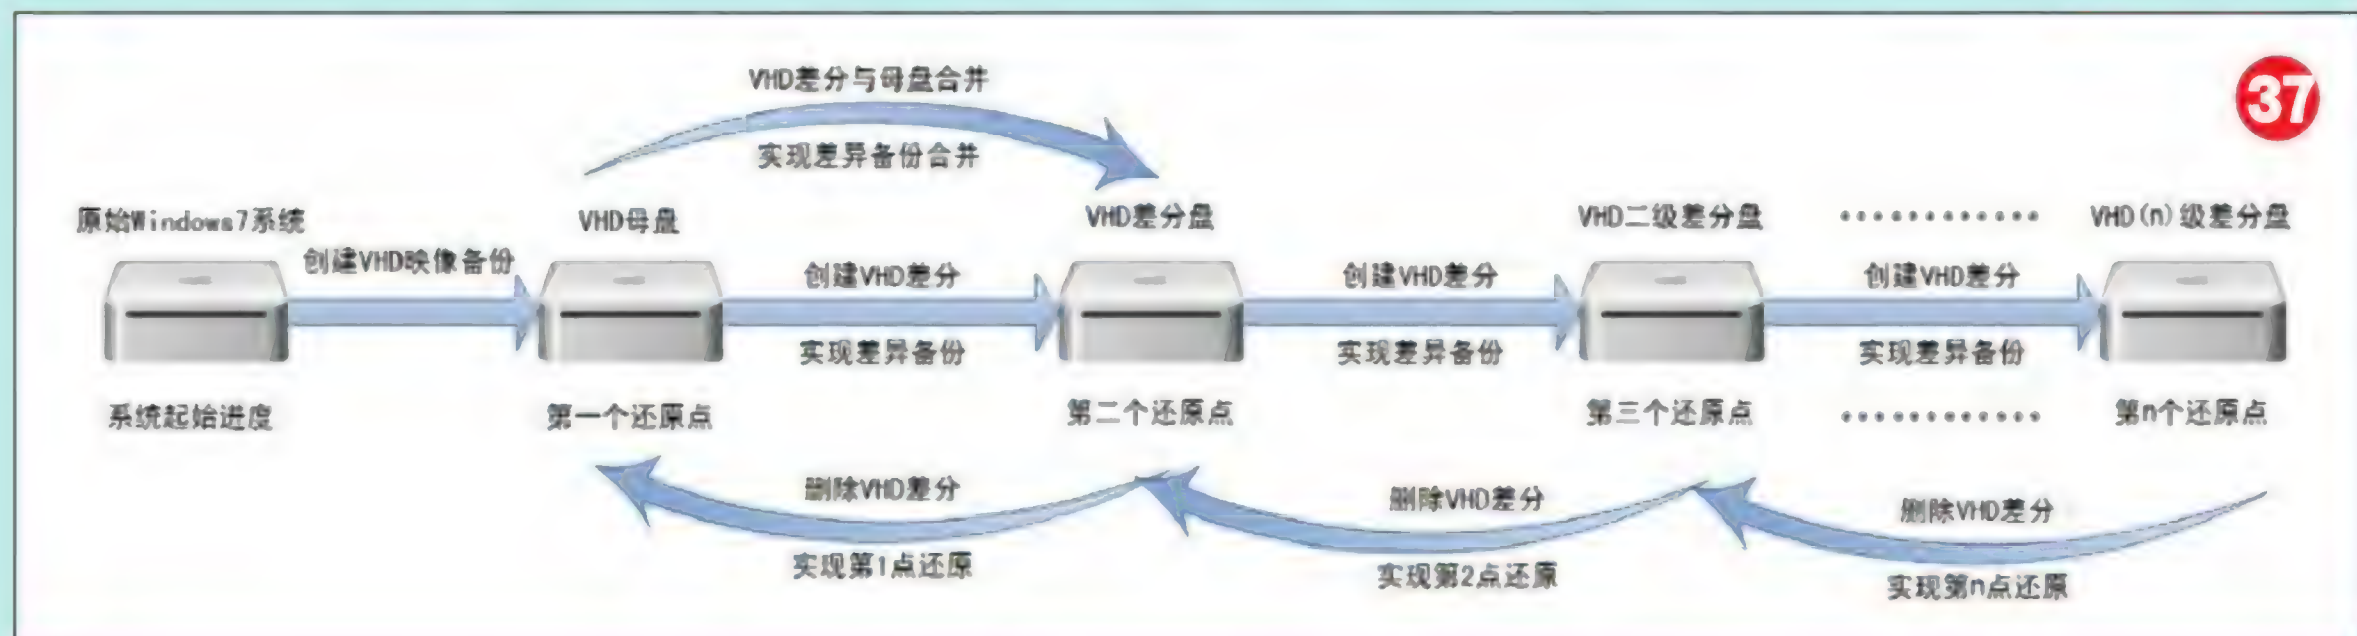 37
VHD差分与母盘合并
实现差异备份合并
原始Windows7系统
VHD母盘
VHD差分盘
VHD二级差分盘
............
VHD(n)级差分盘
创建VHD映像备份
创建VHD差分
创建VHD差分
创建VHD差分
实现差异备份
实现差异备份
实现差异备份
系统起始进度
第一个还原点
第二个还原点
第三个还原点
............
第n个还原点
删除VHD差分
删除VHD差分
删除VHD差分
实现第1点还原
实现第2点还原
实现第n点还原